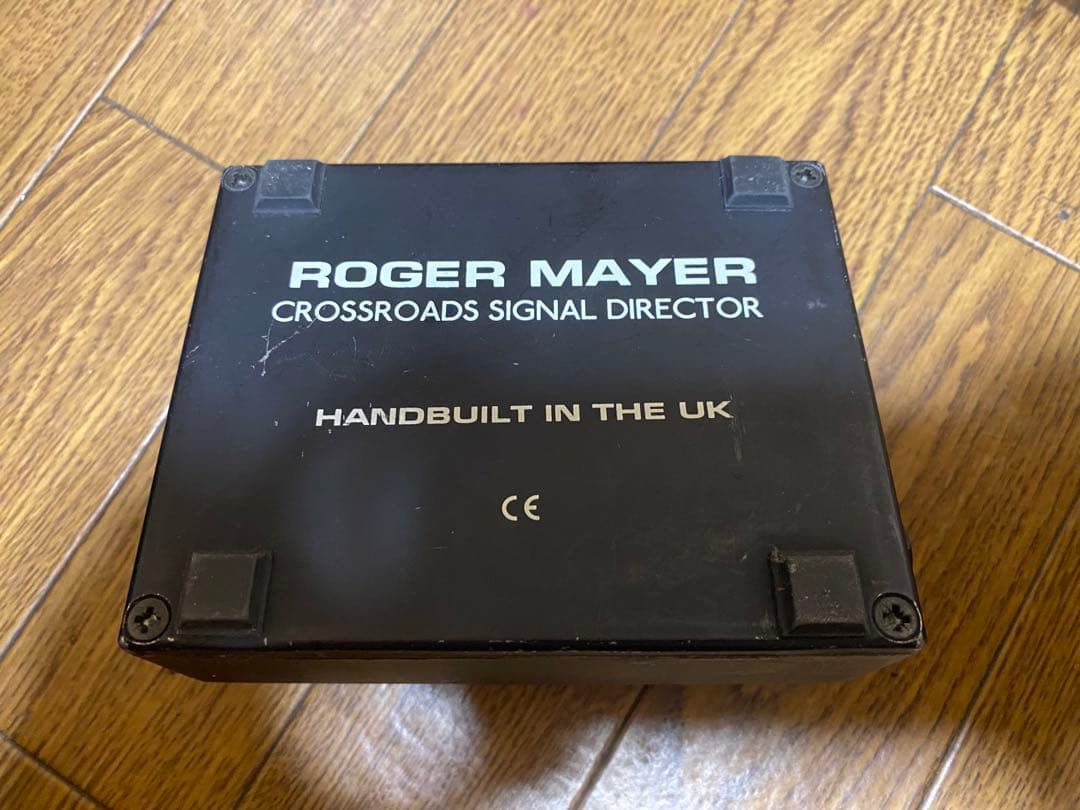 ROGER MAYER
CROSSROADS SIGNAL DIRECTOR
HANDBUILT IN THE UK
CE